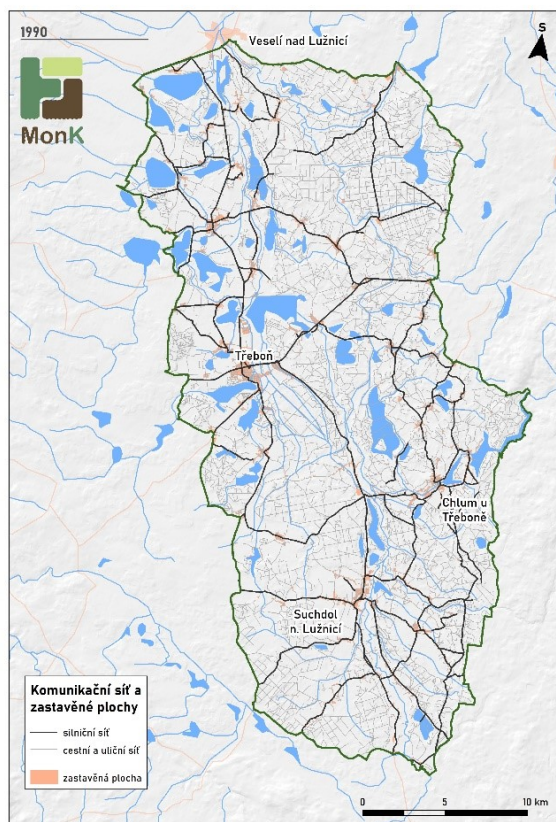 1990
MonK
S
Veselí nad Lužnicí
Třeboň
Chlum u
Třeboně
Suchdol
n. Lužnicí
Komunikační síť a
zastavěné plochy
silniční síť
cestní a uliční síť
zastavěná plocha
0 5 10 km